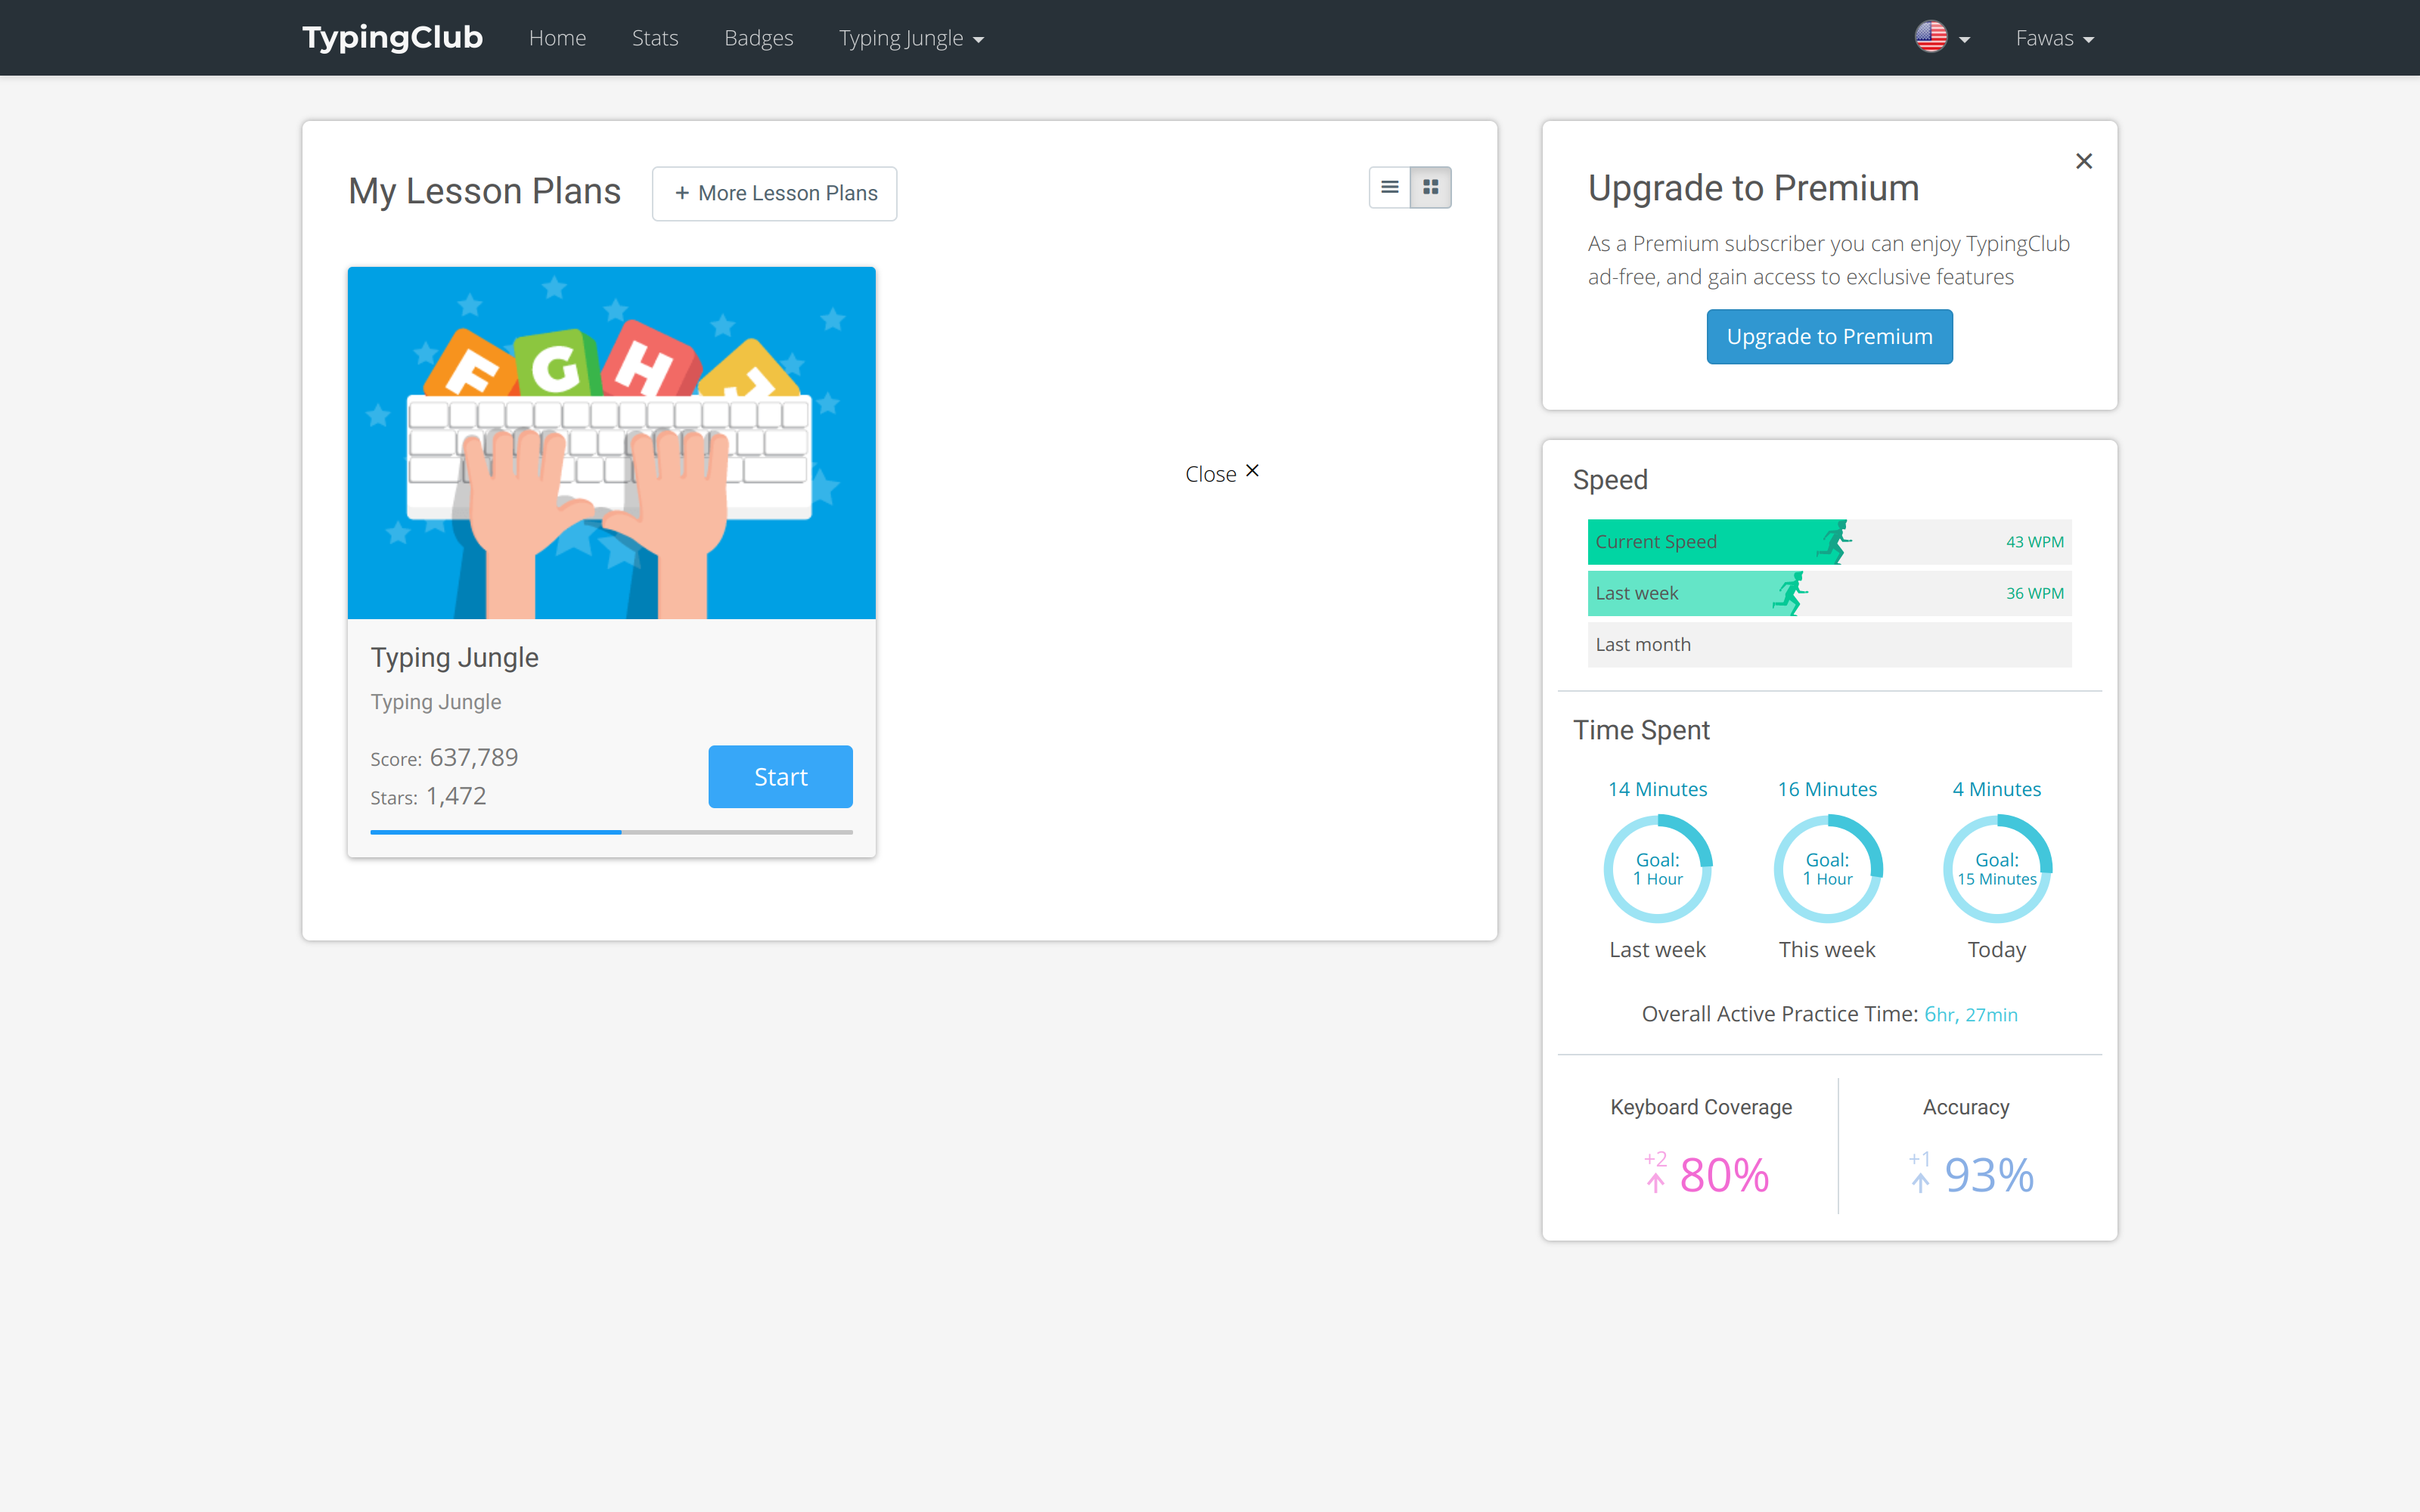 TypingClub Home Stats Badges Typing Jungle Fawas
My Lesson Plans + More Lesson Plans
F G H J
Close ×
Typing Jungle
Typing Jungle
Score: 637,789
Stars: 1,472
Start
×
Upgrade to Premium
As a Premium subscriber you can enjoy TypingClub
ad-free, and gain access to exclusive features
Upgrade to Premium
Speed
Current Speed 43 WPM
Last week 36 WPM
Last month
Time Spent
14 Minutes 16 Minutes 4 Minutes
Goal: Goal: Goal:
1 Hour 1 Hour 15 Minutes
Last week This week Today
Overall Active Practice Time: 6hr, 27min
Keyboard Coverage Accuracy
+2 80% +1 93%